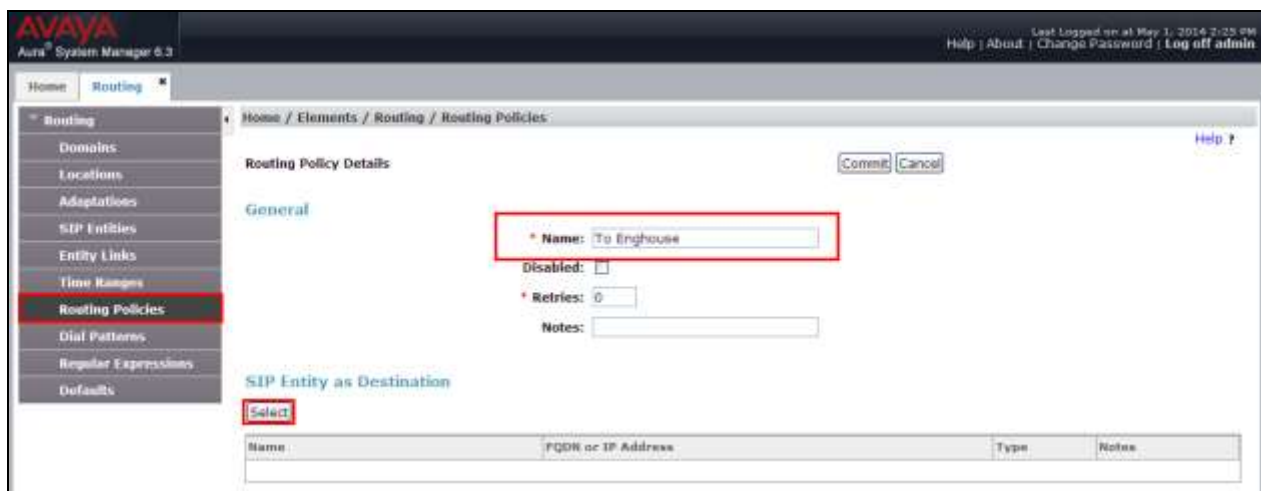 AVAYA
Aura® System Manager 6.3
Last Logged on at May 1, 2014 2:25 PM
Help | About | Change Password | Log off admin
Home
Routing
Routing
Domains
Locations
Adaptations
SIP Entities
Entity Links
Time Ranges
Routing Policies
Dial Patterns
Regular Expressions
Defaults
Home / Elements / Routing / Routing Policies
Help ?
Routing Policy Details
Commit Cancel
General
* Name: To Enghouse
Disabled:
* Retries: 0
Notes:
SIP Entity as Destination
Select
Name FQDN or IP Address Type Notes